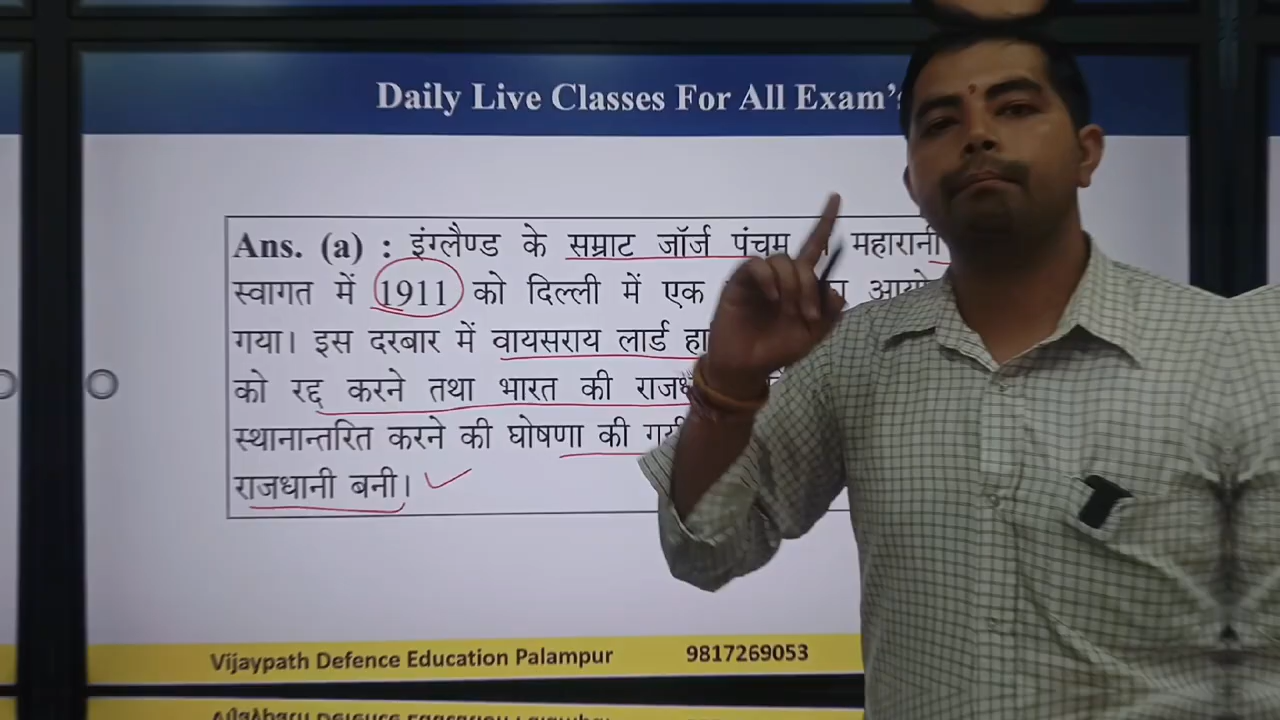 Daily Live Classes For All Exam's
Ans. (a) : इंग्लैण्ड के सम्राट जॉर्ज पंचम महारानी
स्वागत में 1911 को दिल्ली में एक
गया। इस दरबार में वायसराय लार्ड
को रद्द करने तथा भारत की
स्थानान्तरित करने की घोषणा की
राजधानी बनी।
Vijaypath Defence Education Palampur 9817269053